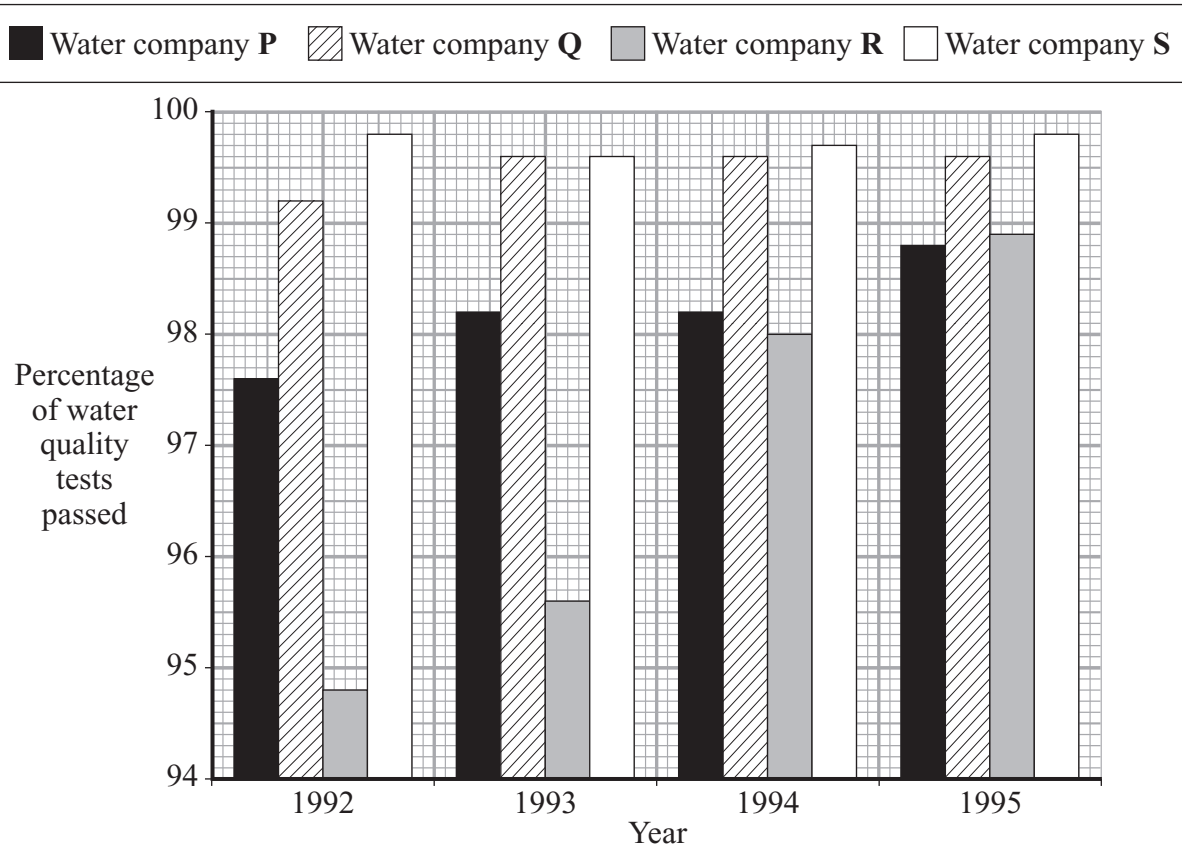 Water company P Water company Q Water company R Water company S
100
99
98
97
96
95
94
Percentage
of water
quality
tests
passed
1992 1993 1994 1995
Year